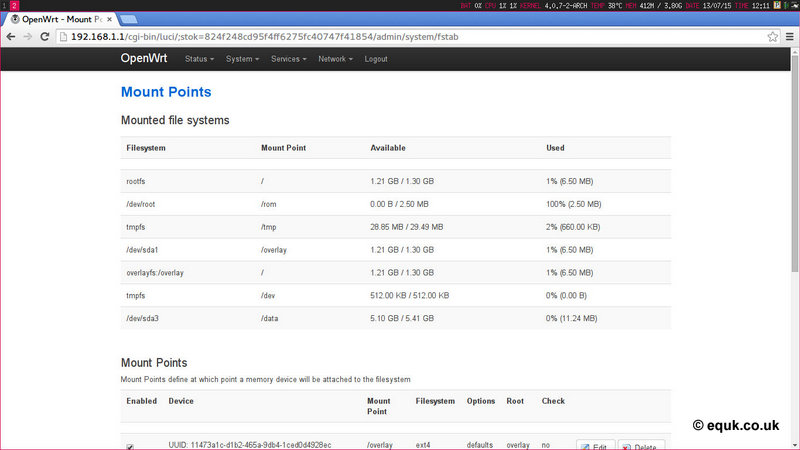 1 2 BAT 0% CPU 1% 1% KERNEL 4.0.7-2-ARCH TEMP 38°C MEM 412M / 3.80G DATE 13/07/15 TIME 12:11
OpenWrt - Mount Po
192.168.1.1/cgi-bin/luci/;stok=824f248cd95f4ff6275fc40747f41854/admin/system/fstab
OpenWrt Status System Services Network Logout
Mount Points
Mounted file systems
Filesystem Mount Point Available Used
rootfs / 1.21 GB / 1.30 GB 1% (6.50 MB)
/dev/root /rom 0.00 B / 2.50 MB 100% (2.50 MB)
tmpfs /tmp 28.85 MB / 29.49 MB 2% (660.00 KB)
/dev/sda1 /overlay 1.21 GB / 1.30 GB 1% (6.50 MB)
overlayfs:/overlay / 1.21 GB / 1.30 GB 1% (6.50 MB)
tmpfs /dev 512.00 KB / 512.00 KB 0% (0.00 B)
/dev/sda3 /data 5.10 GB / 5.41 GB 0% (11.24 MB)
Mount Points
Mount Points define at which point a memory device will be attached to the filesystem
Enabled Device Mount Point Filesystem Options Root Check
UUID: 11473a1c-d1b2-465a-9db4-1ced0d4928ec /overlay ext4 defaults overlay no Edit Delete
© equk.co.uk